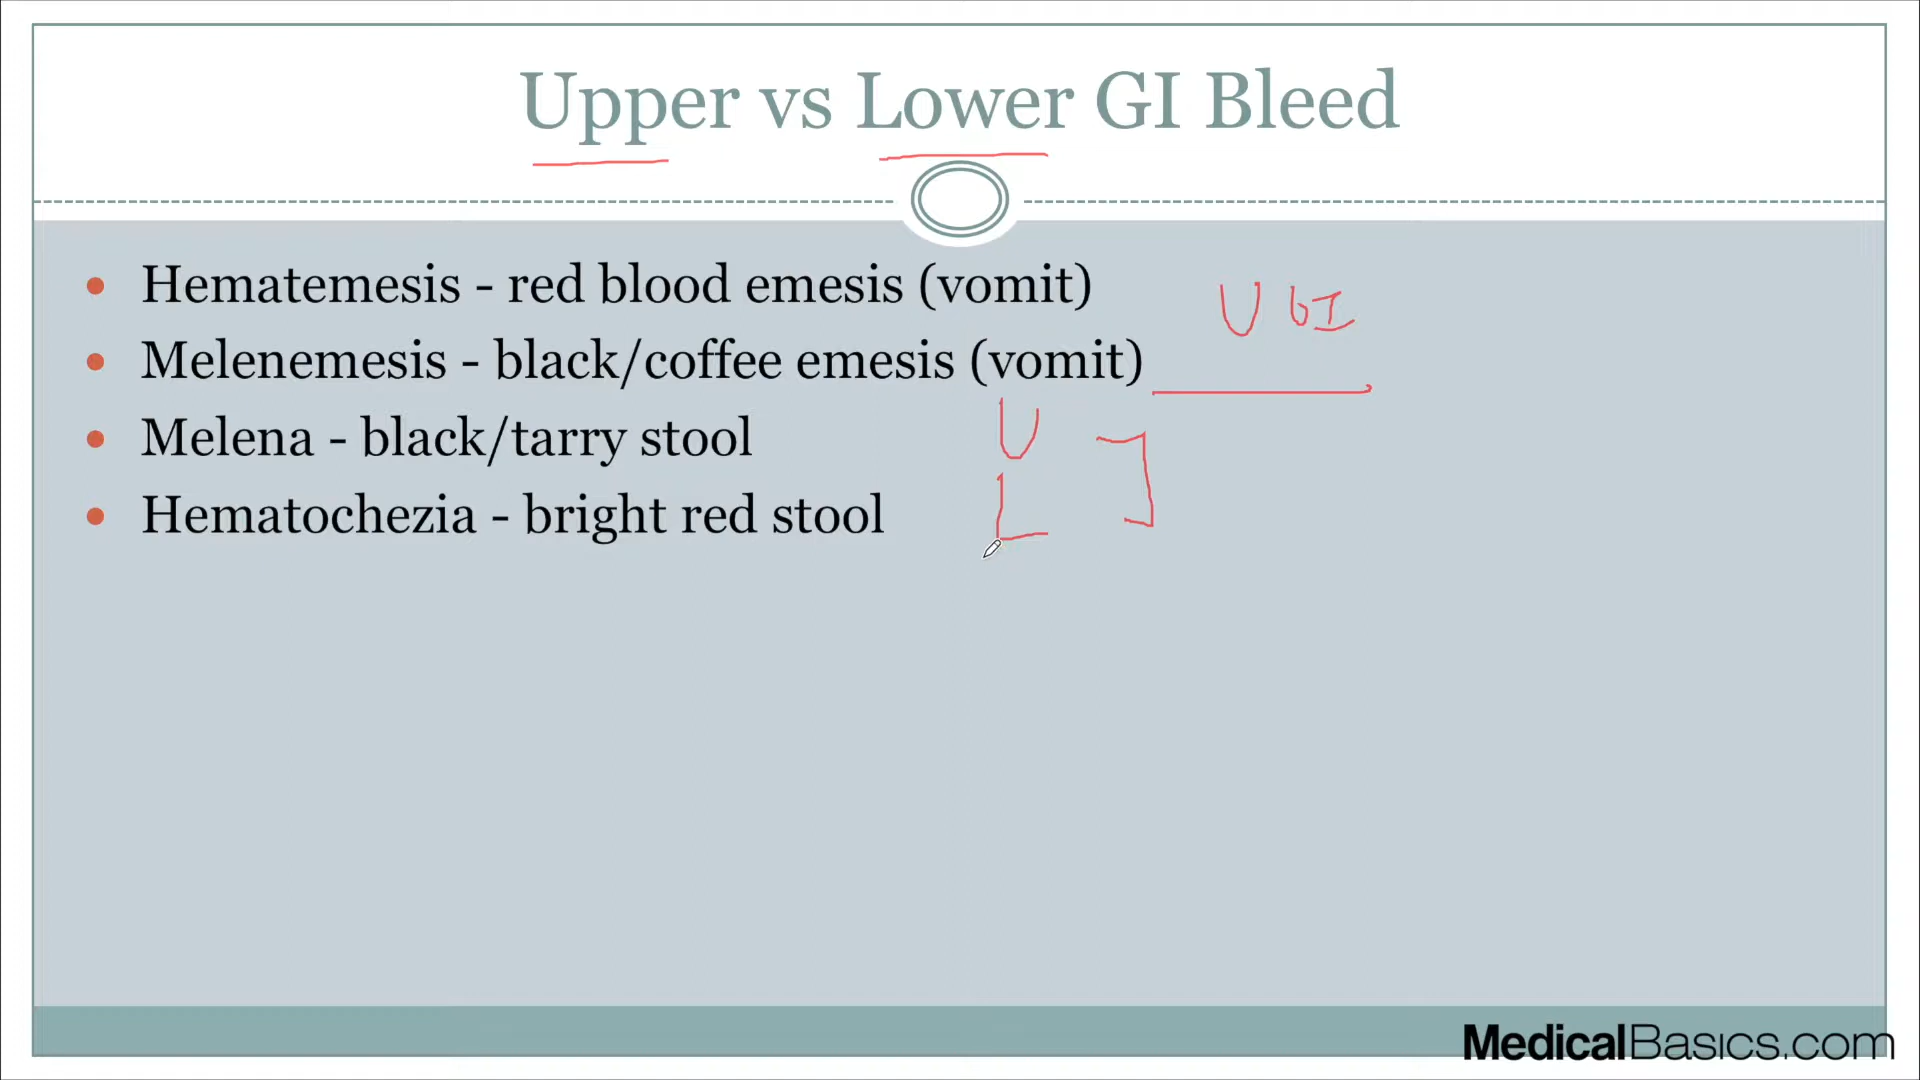 Upper vs Lower GI Bleed
Hematemesis - red blood emesis (vomit)
U GI
Melenemesis - black/coffee emesis (vomit)
Melena - black/tarry stool
U
Hematochezia - bright red stool
L
MedicalBasics.com